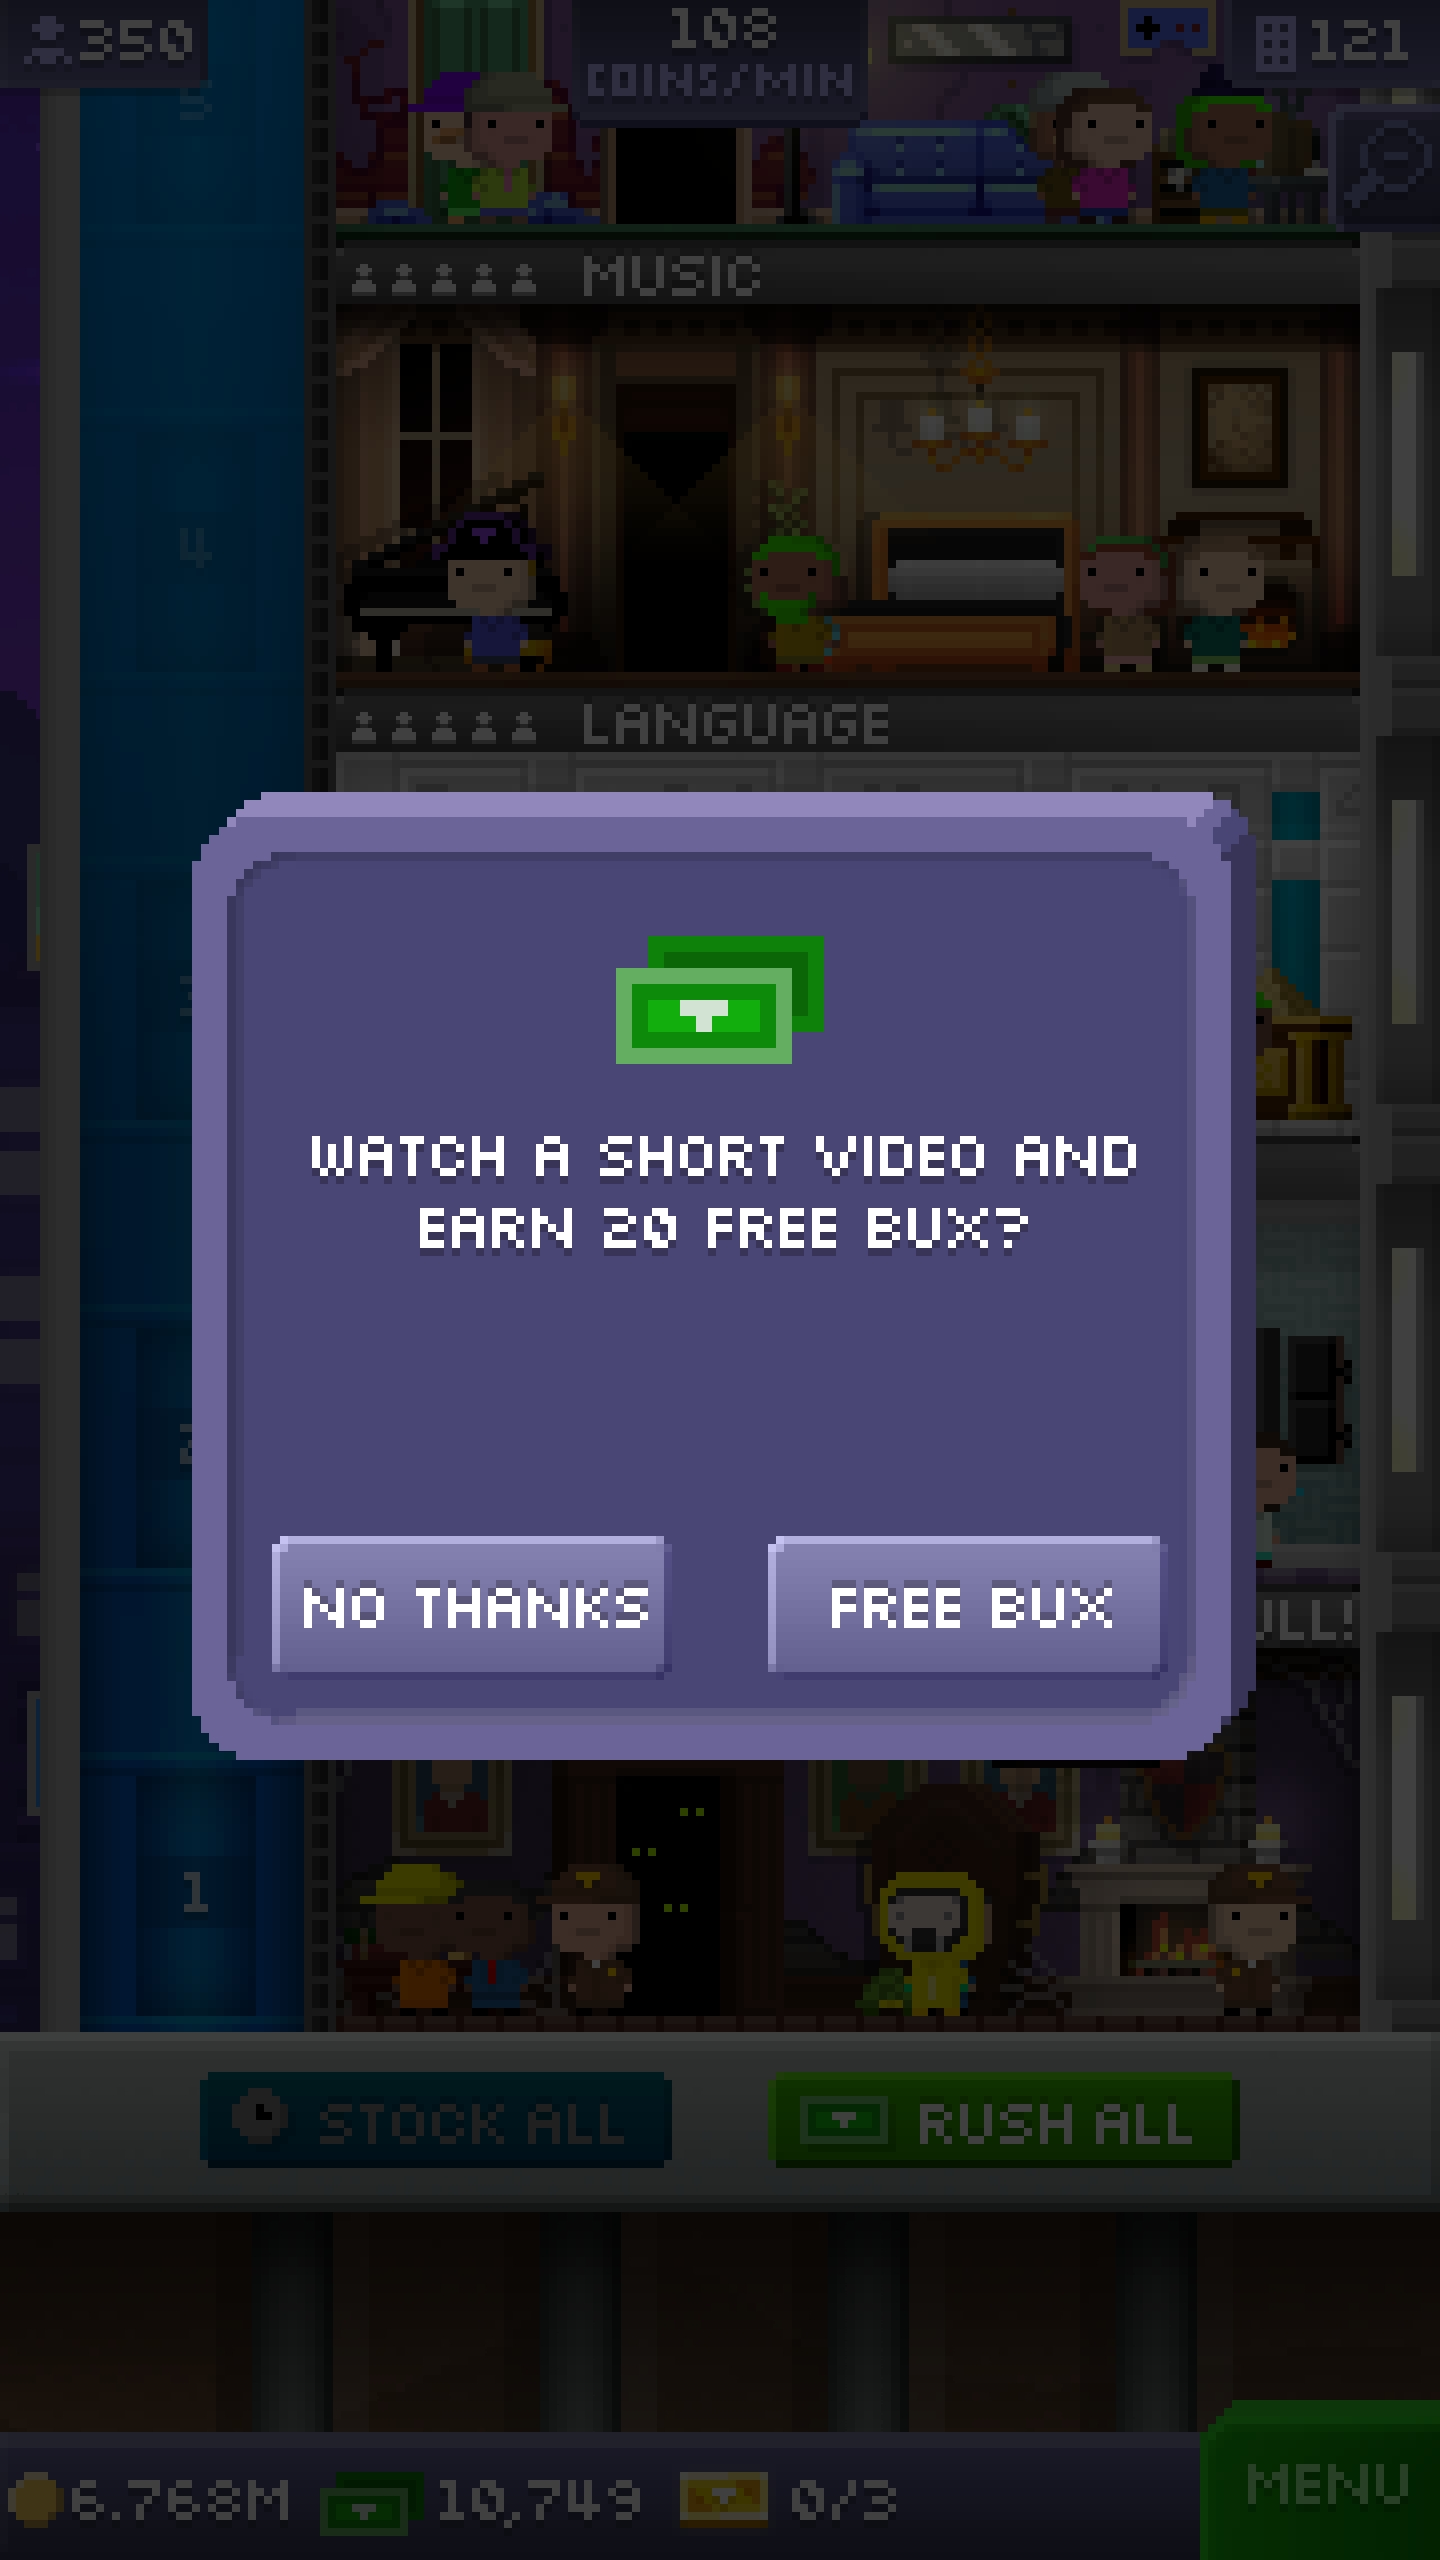 350
108
COINS/MIN
121
5
MUSIC
4
LANGUAGE
WATCH A SHORT VIDEO AND
EARN 20 FREE BUX?
NO THANKS
FREE BUX
1
STOCK ALL
RUSH ALL
6.768M
10,749
0/3
MENU